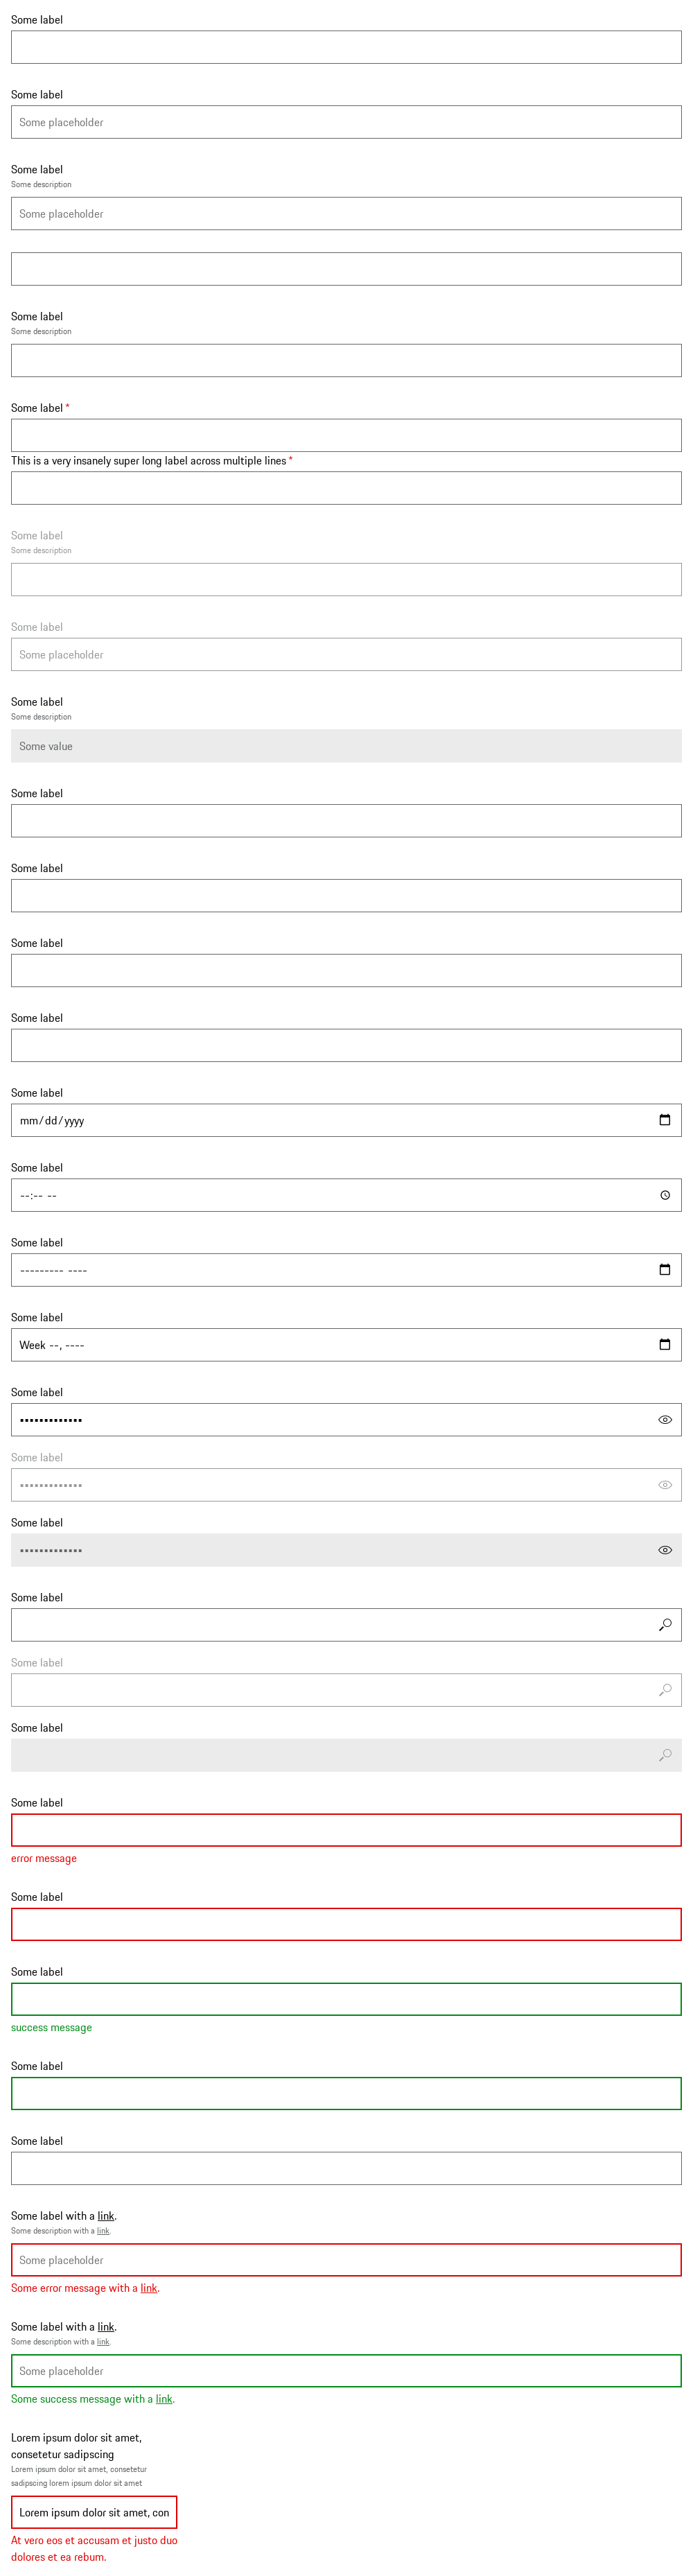 Some label
Some label
Some placeholder
Some label
Some description
Some placeholder
Some label
Some description
Some label *
This is a very insanely super long label across multiple lines *
Some label
Some description
Some label
Some placeholder
Some label
Some description
Some value
Some label
Some label
Some label
Some label
Some label
mm/dd/yyyy
Some label
--:-- --
Some label
--------- ----
Some label
Week --, ----
Some label
•••••••••••••
Some label
•••••••••••••
Some label
•••••••••••••
Some label
Some label
Some label
Some label
error message
Some label
Some label
success message
Some label
Some label
Some label with a link.
Some description with a link.
Some placeholder
Some error message with a link.
Some label with a link.
Some description with a link.
Some placeholder
Some success message with a link.
Lorem ipsum dolor sit amet,
consetetur sadipscing
Lorem ipsum dolor sit amet, consetetur
sadipscing lorem ipsum dolor sit amet
Lorem ipsum dolor sit amet, con
At vero eos et accusam et justo duo
dolores et ea rebum.